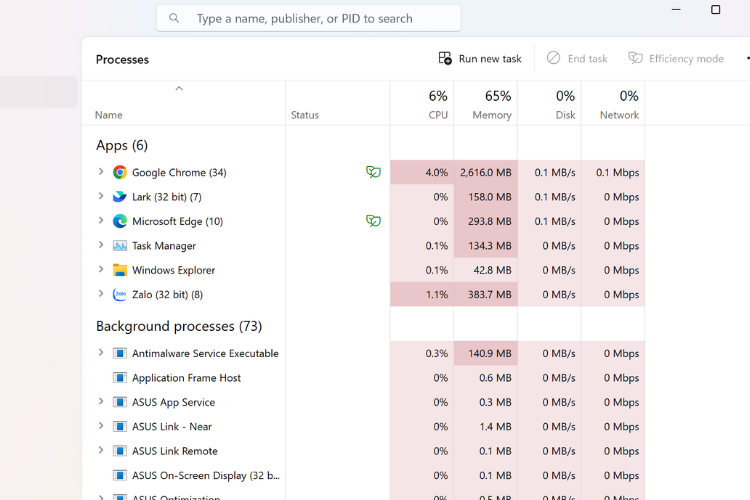 Type a name, publisher, or PID to search
Processes Run new task End task Efficiency mode
6% 65% 0% 0%
Name Status CPU Memory Disk Network
Apps (6)
Google Chrome (34) 4.0% 2,616.0 MB 0.1 MB/s 0.1 Mbps
Lark (32 bit) (7) 0% 158.0 MB 0.1 MB/s 0 Mbps
Microsoft Edge (10) 0% 293.8 MB 0.1 MB/s 0 Mbps
Task Manager 0.1% 134.3 MB 0 MB/s 0 Mbps
Windows Explorer 0.1% 42.8 MB 0 MB/s 0 Mbps
Zalo Zalo (32 bit) (8) 1.1% 383.7 MB 0 MB/s 0 Mbps
Background processes (73)
Antimalware Service Executable 0.3% 140.9 MB 0 MB/s 0 Mbps
Application Frame Host 0% 0.6 MB 0 MB/s 0 Mbps
ASUS App Service 0% 0.3 MB 0 MB/s 0 Mbps
ASUS Link - Near 0% 1.4 MB 0 MB/s 0 Mbps
ASUS Link Remote 0% 0.1 MB 0 MB/s 0 Mbps
ASUS On-Screen Display (32 b... 0% 0.1 MB 0 MB/s 0 Mbps
ASUS Optimization 0% 0.5 MB 0 MB/s 0 Mbps